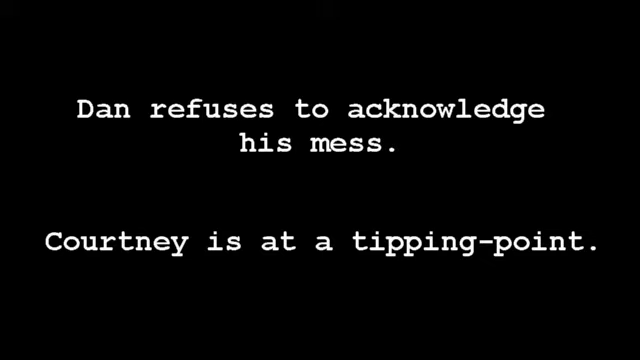 Dan refuses to acknowledge
his mess.
Courtney is at a tipping-point.